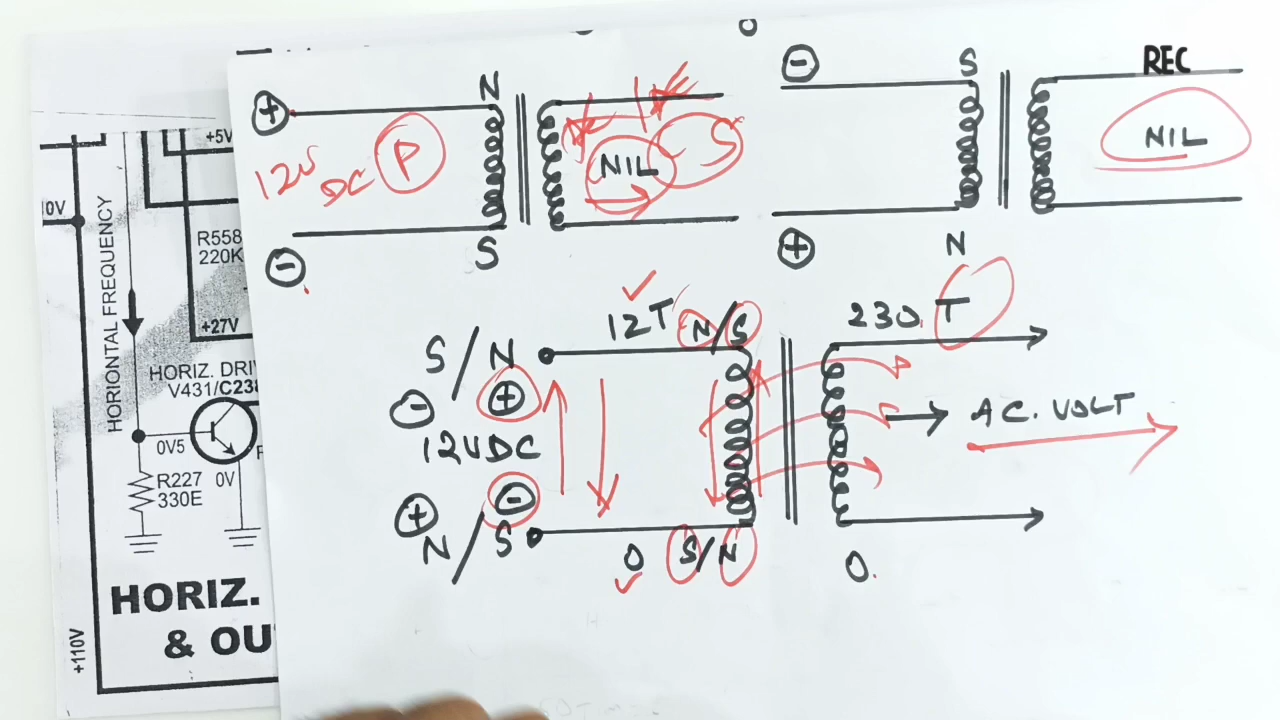 REC
+
N
12V DC
P
NIL
S
-
S
-
S
NIL
+
N
12T N/S
230.T
S/N
- +
12VDC
+ -
N/S
0 S/N
0.
A C. VOLT
+5V
10V
R558
220K
+27V
HORIONTAL FREQUENCY
HORIZ. DRI
V431/C238
0V5
0V
R227
330E
HORIZ.
& OU
+110V